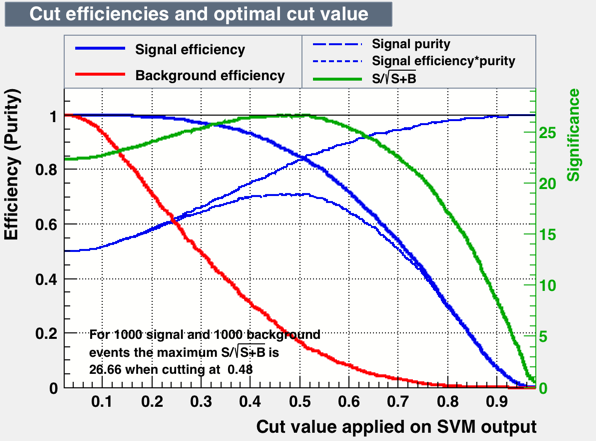 Cut efficiencies and optimal cut value
Signal efficiency
Background efficiency
Signal purity
Signal efficiency*purity
S/√S+B
Efficiency (Purity)
1
0.8
0.6
0.4
0.2
0
Significance
25
20
15
10
5
0
For 1000 signal and 1000 background
events the maximum S/√S+B is
26.66 when cutting at 0.48
0.1 0.2 0.3 0.4 0.5 0.6 0.7 0.8 0.9
Cut value applied on SVM output